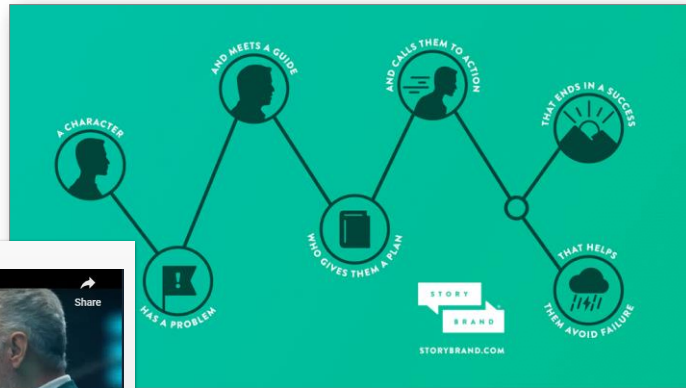 A CHARACTER
HAS A PROBLEM
AND MEETS A GUIDE
WHO GIVES THEM A PLAN
AND CALLS THEM TO ACTION
THAT ENDS IN A SUCCESS
THAT HELPS
THEM AVOID FAILURE
!
STORY
BRAND
STORYBRAND.COM
Share